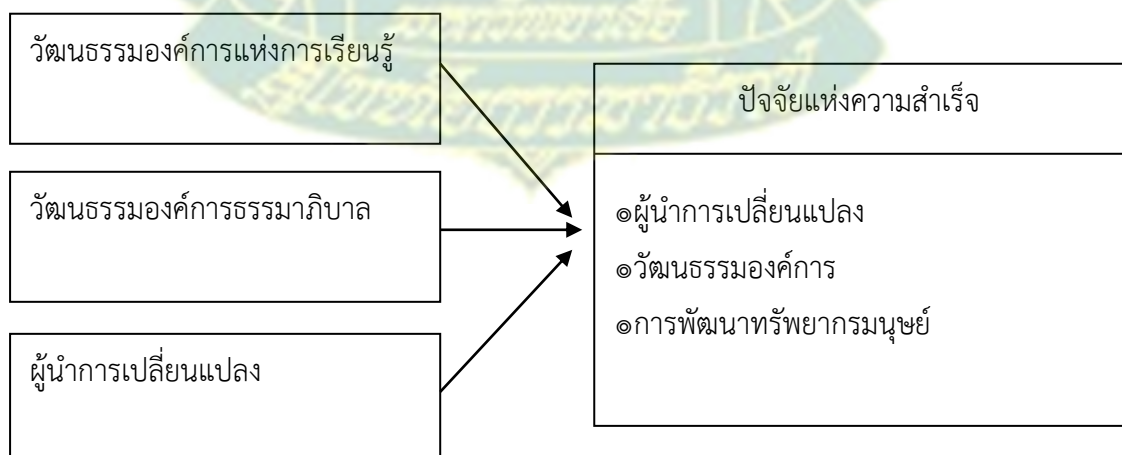 วัฒนธรรมองค์การแห่งการเรียนรู้
วัฒนธรรมองค์การธรรมาภิบาล
ผู้นำการเปลี่ยนแปลง
ปัจจัยแห่งความสำเร็จ
๏ผู้นำการเปลี่ยนแปลง
๏วัฒนธรรมองค์การ
๏การพัฒนาทรัพยากรมนุษย์